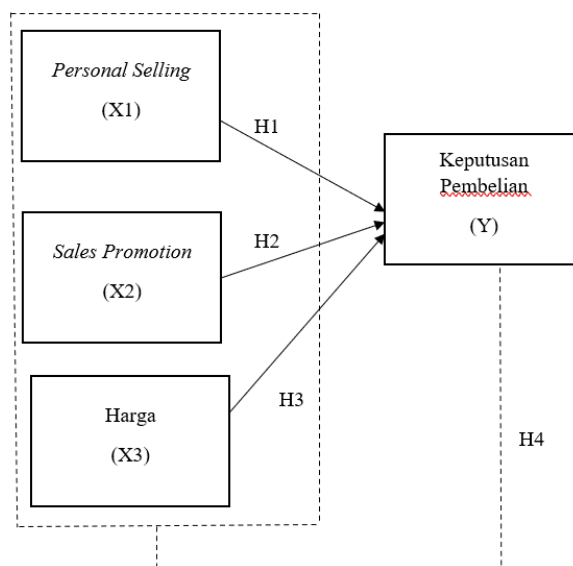 Personal Selling
(X1)
H1
Keputusan
Pembelian
(Y)
Sales Promotion
(X2)
H2
Harga
(X3)
H3
H4